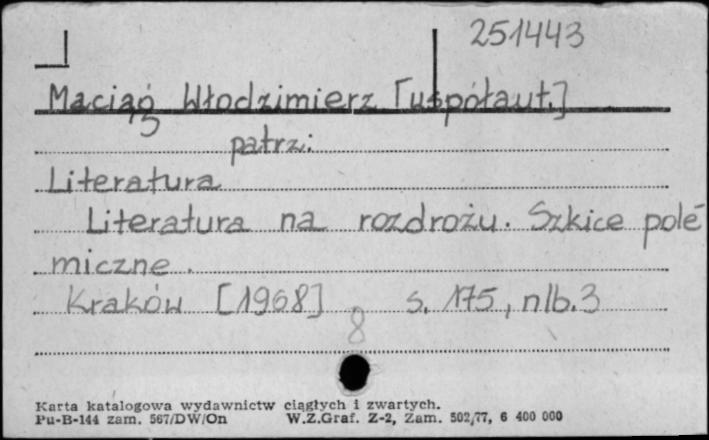 251443
Maciąg Włodzimierz [współaut.]
patrz:
Literatura
Literatura na rozdrożu. Szkice polé
miczne.
Kraków [1968] s. 175, nlb. 3
8
Karta katalogowa wydawnictw ciągłych i zwartych.
Pu-B-144 zam. 567/DW/On W.Z.Graf. Z-2, Zam. 502/77, 6 400 000